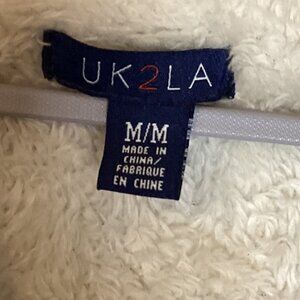 UK2LA
M/M
MADE IN
CHINA/
FABRIQUE
EN CHINE